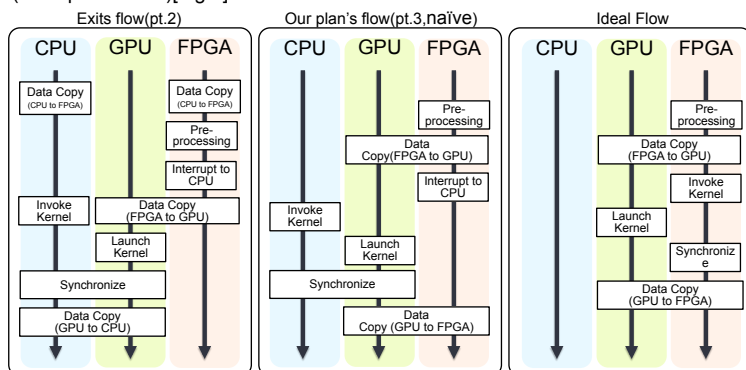 Exits flow(pt.2)
CPU GPU FPGA
Data Copy
(CPU to FPGA)
Data Copy
(CPU to FPGA)
Pre-
processing
Interrupt to
CPU
Invoke
Kernel
Data Copy
(FPGA to GPU)
Launch
Kernel
Synchronize
Data Copy
(GPU to CPU)
Our plan's flow(pt.3,naïve)
CPU GPU FPGA
Pre-
processing
Data
Copy(FPGA to GPU)
Interrupt to
CPU
Invoke
Kernel
Launch
Kernel
Synchronize
Data
Copy (GPU to FPGA)
Ideal Flow
CPU GPU FPGA
Pre-
processing
Data Copy
(FPGA to GPU)
Invoke
Kernel
Launch
Kernel
Synchroniz
e
Data Copy
(GPU to FPGA)